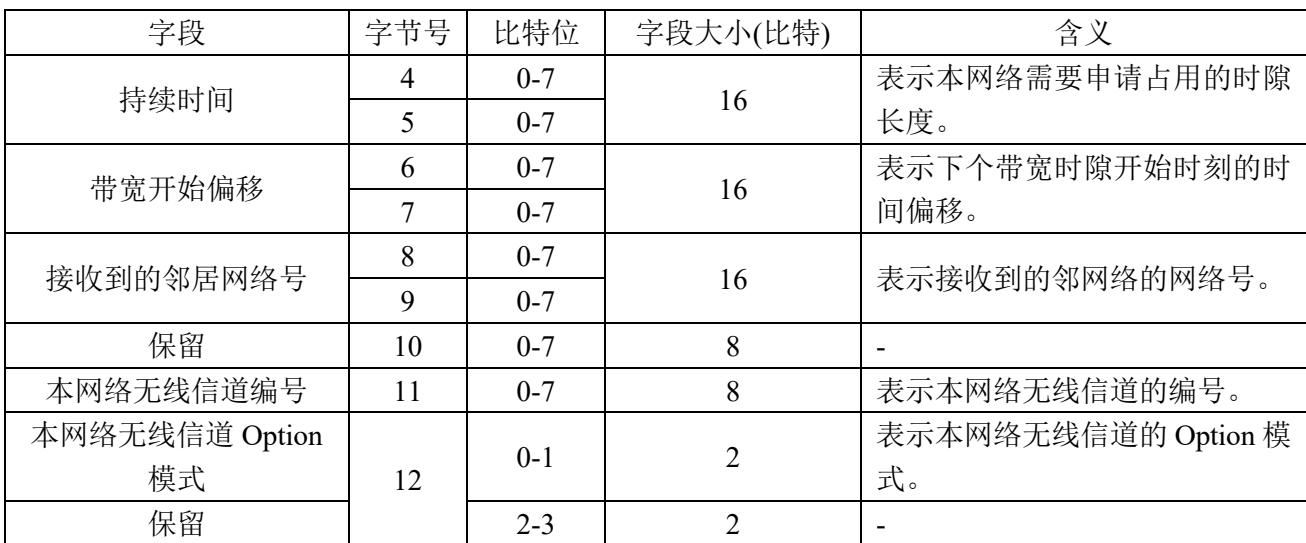 字段 字节号 比特位 字段大小(比特) 含义
持续时间 4 0-7 16 表示本网络需要申请占用的时隙
5 0-7 长度。
带宽开始偏移 6 0-7 16 表示下个带宽时隙开始时刻的时
7 0-7 间偏移。
接收到的邻居网络号 8 0-7 16 表示接收到的邻网络的网络号。
9 0-7
保留 10 0-7 8 -
本网络无线信道编号 11 0-7 8 表示本网络无线信道的编号。
本网络无线信道 Option 12 0-1 2 表示本网络无线信道的 Option 模
模式 式。
保留 2-3 2 -